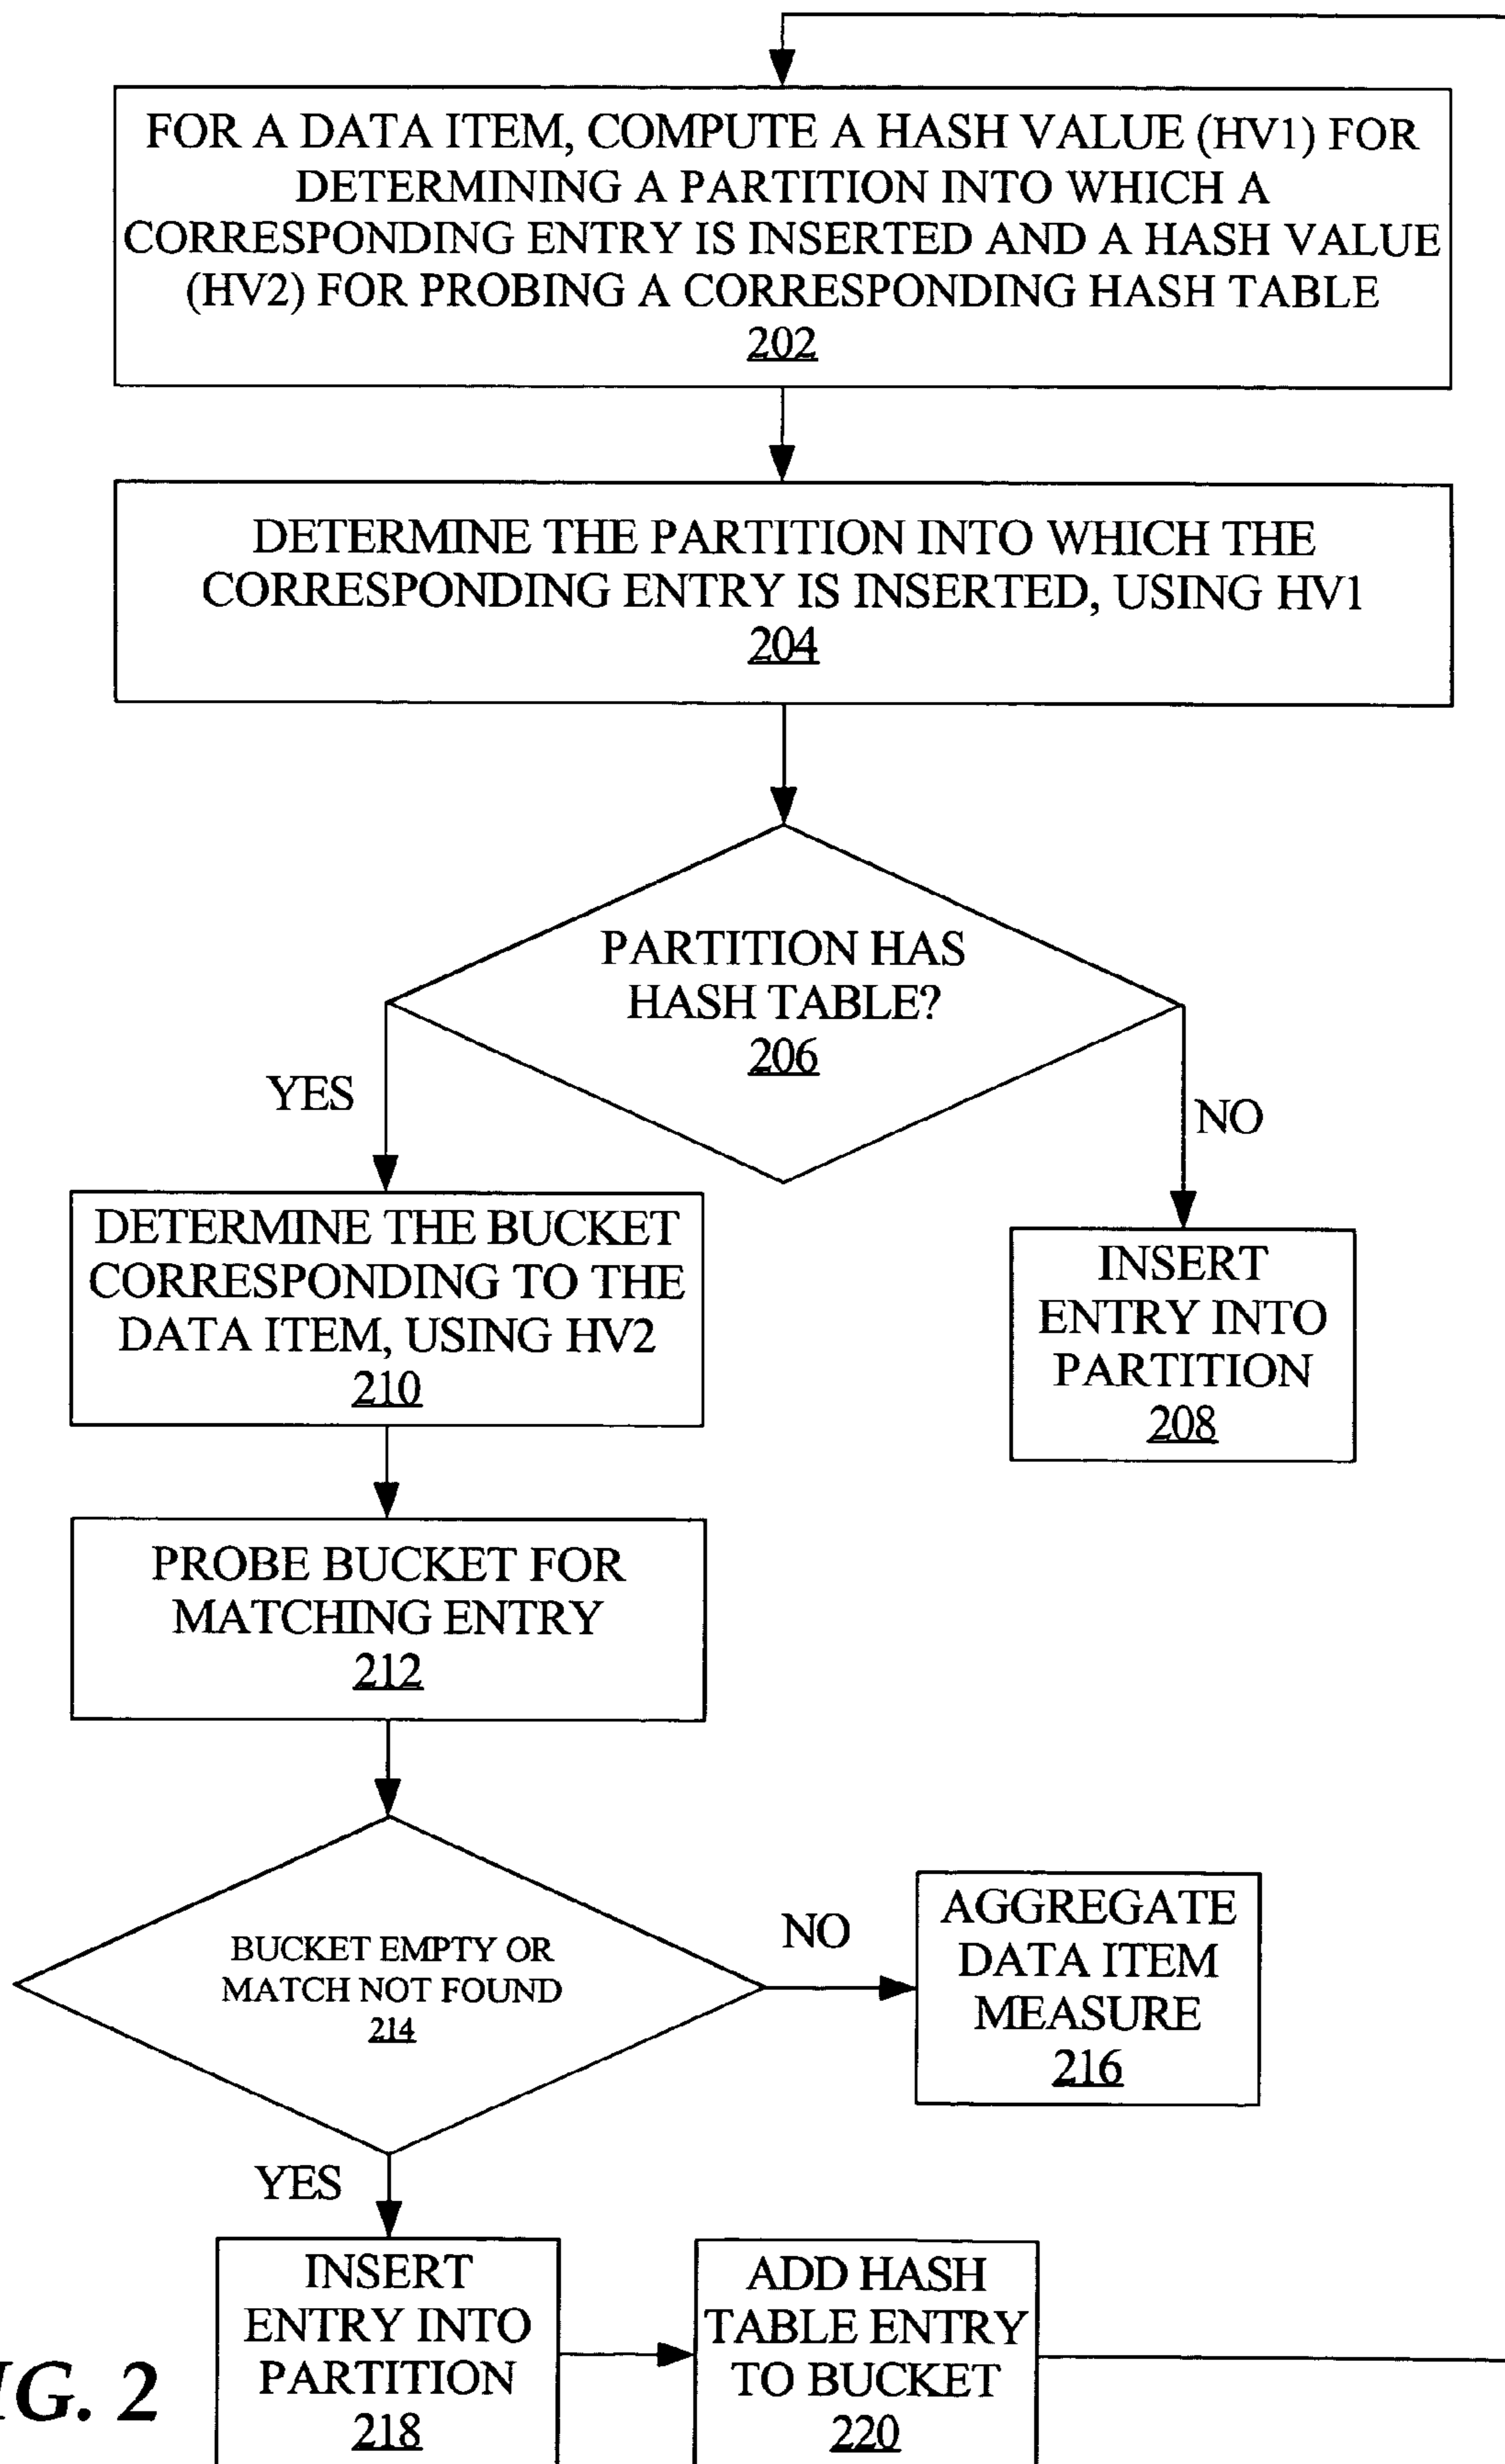 FOR A DATA ITEM, COMPUTE A HASH VALUE (HV1) FOR
DETERMINING A PARTITION INTO WHICH A
CORRESPONDING ENTRY IS INSERTED AND A HASH VALUE
(HV2) FOR PROBING A CORRESPONDING HASH TABLE
202
DETERMINE THE PARTITION INTO WHICH THE
CORRESPONDING ENTRY IS INSERTED, USING HV1
204
PARTITION HAS
HASH TABLE?
206
YES
NO
DETERMINE THE BUCKET
CORRESPONDING TO THE
DATA ITEM, USING HV2
210
INSERT
ENTRY INTO
PARTITION
208
PROBE BUCKET FOR
MATCHING ENTRY
212
BUCKET EMPTY OR
MATCH NOT FOUND
214
NO
AGGREGATE
DATA ITEM
MEASURE
216
YES
INSERT
ENTRY INTO
PARTITION
218
ADD HASH
TABLE ENTRY
TO BUCKET
220
IG. 2